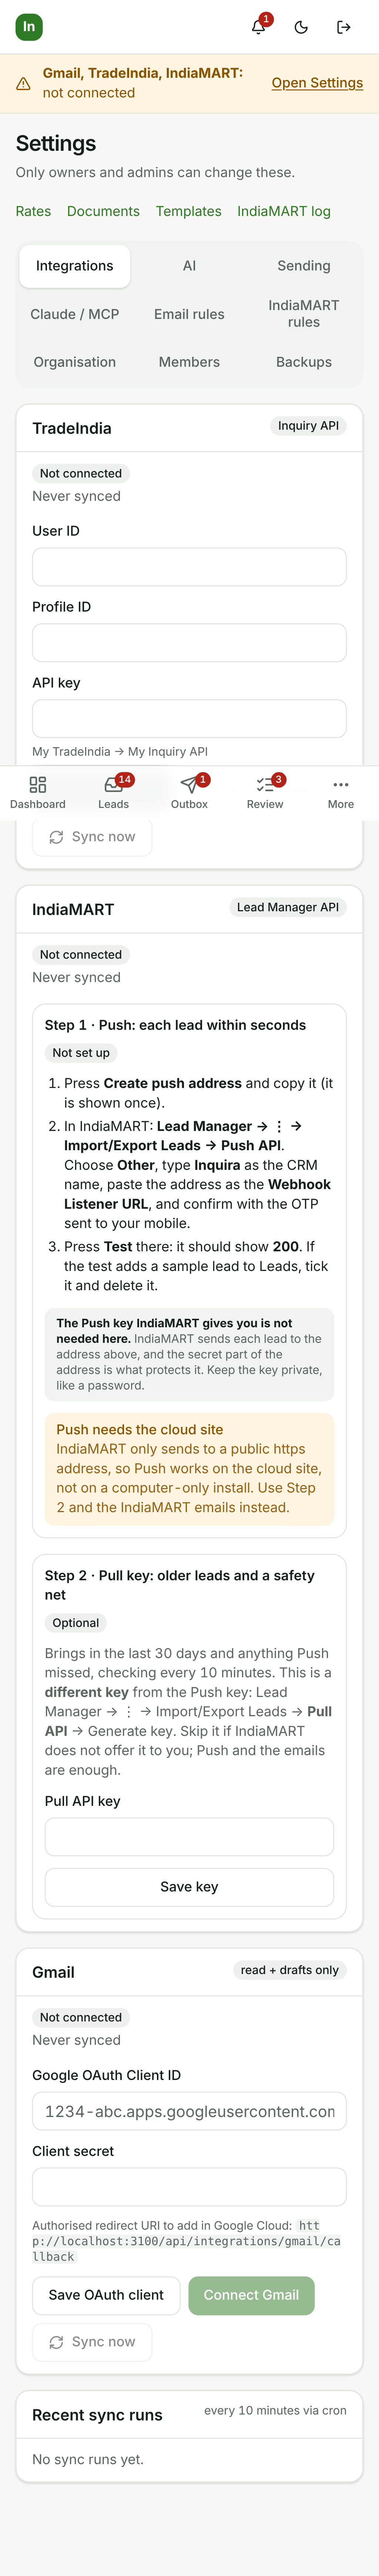 In
1
Gmail, TradeIndia, IndiaMART:
not connected
Open Settings
Settings
Only owners and admins can change these.
Rates Documents Templates IndiaMART log
Integrations AI Sending
Claude / MCP Email rules IndiaMART rules
Organisation Members Backups
TradeIndia Inquiry API
Not connected
Never synced
User ID
Profile ID
API key
My TradeIndia → My Inquiry API
14 1 3
Dashboard Leads Outbox Review More
Sync now
IndiaMART Lead Manager API
Not connected
Never synced
Step 1 · Push: each lead within seconds
Not set up
1. Press Create push address and copy it (it
is shown once).
2. In IndiaMART: Lead Manager → ⋮ →
Import/Export Leads → Push API.
Choose Other, type Inquira as the CRM
name, paste the address as the Webhook
Listener URL, and confirm with the OTP
sent to your mobile.
3. Press Test there: it should show 200. If
the test adds a sample lead to Leads, tick
it and delete it.
The Push key IndiaMART gives you is not
needed here. IndiaMART sends each lead to the
address above, and the secret part of the
address is what protects it. Keep the key private,
like a password.
Push needs the cloud site
IndiaMART only sends to a public https
address, so Push works on the cloud site,
not on a computer-only install. Use Step
2 and the IndiaMART emails instead.
Step 2 · Pull key: older leads and a safety
net
Optional
Brings in the last 30 days and anything Push
missed, checking every 10 minutes. This is a
different key from the Push key: Lead
Manager → ⋮ → Import/Export Leads → Pull
API → Generate key. Skip it if IndiaMART
does not offer it to you; Push and the emails
are enough.
Pull API key
Save key
Gmail read + drafts only
Not connected
Never synced
Google OAuth Client ID
1234-abc.apps.googleusercontent.con
Client secret
Authorised redirect URI to add in Google Cloud: htt
p://localhost:3100/api/integrations/gmail/ca
llback
Save OAuth client Connect Gmail
Sync now
Recent sync runs every 10 minutes via cron
No sync runs yet.